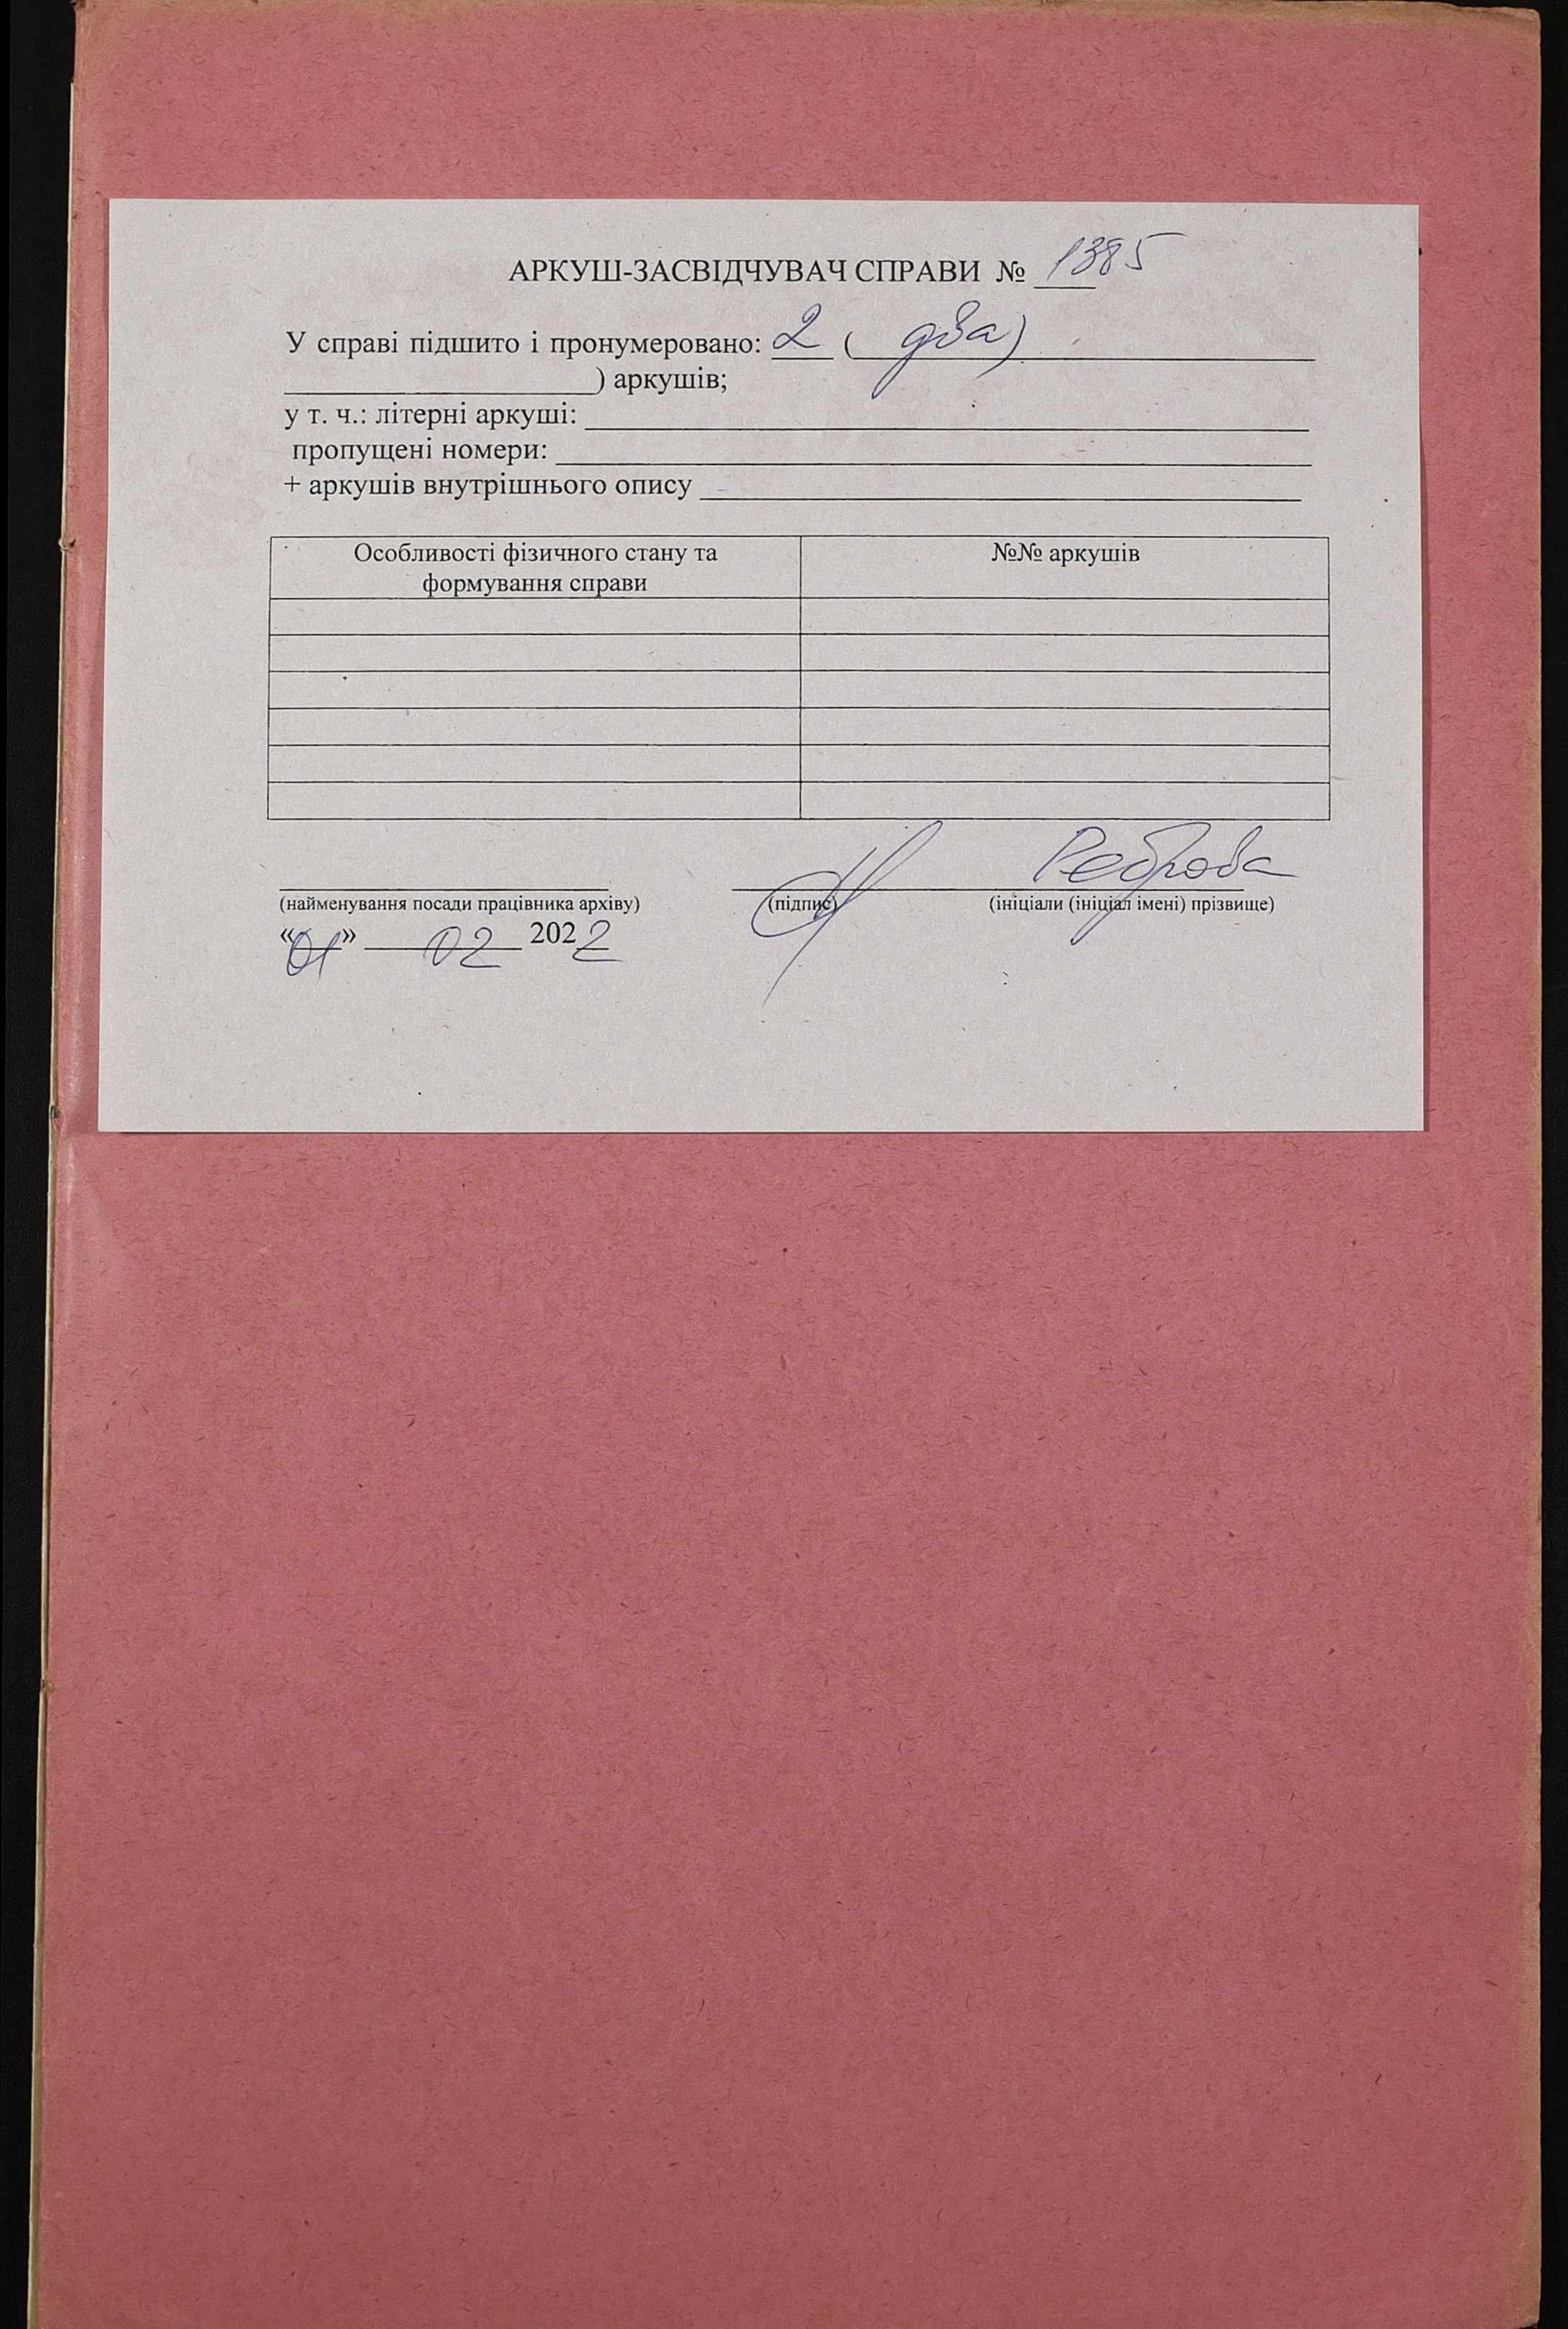 АРКУШ-ЗАСВІДЧУВАЧ СПРАВИ № 1385
У справі підшито і пронумеровано: 2 ( два)
) аркушів;
у т. ч.: літерні аркуші:
пропущені номери:
+ аркушів внутрішнього опису
Особливості фізичного стану та №№ аркушів
формування справи
Реброва
(найменування посади працівника архіву) (підпис) (ініціали (ініціал імені) прізвище)
«01» 02 2022